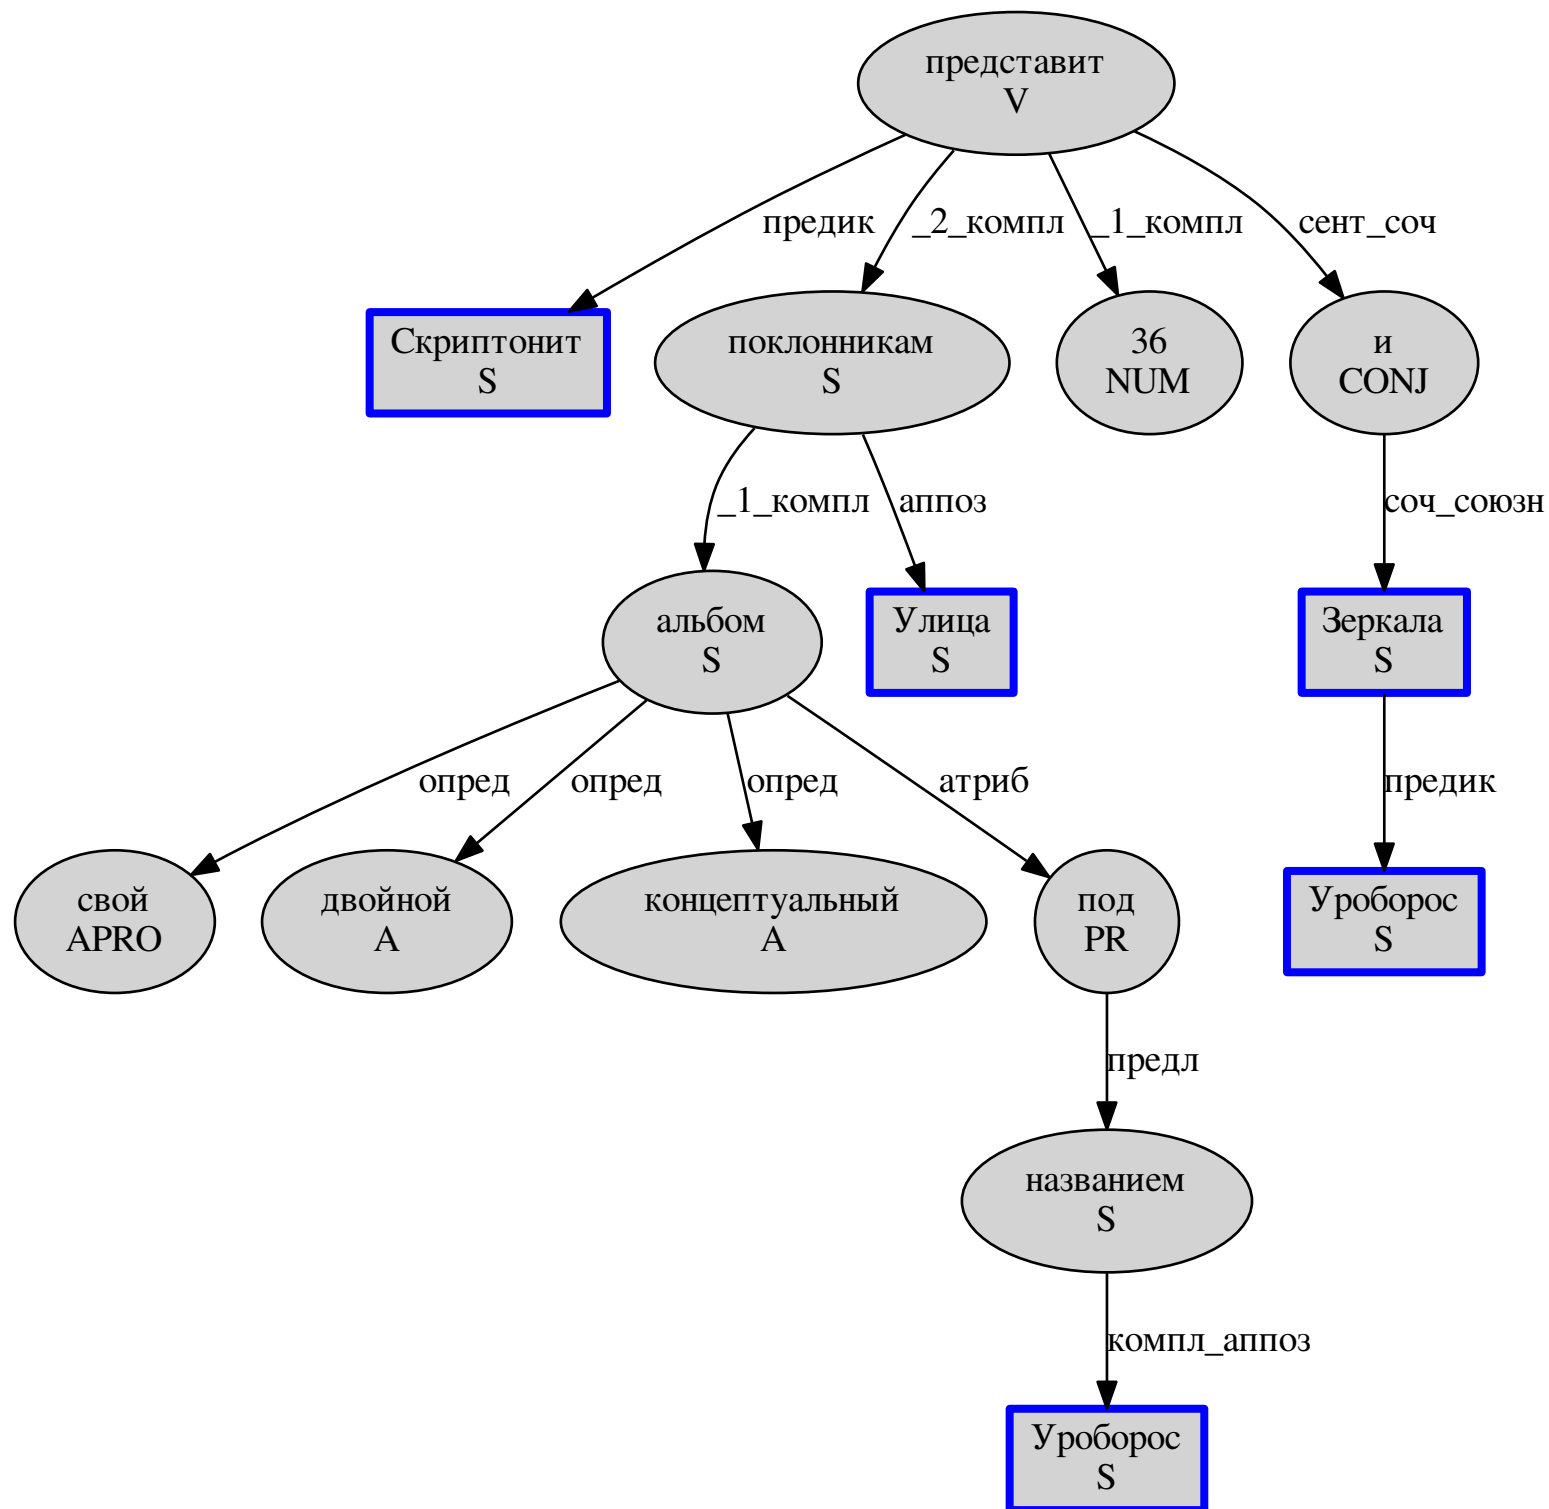 представит
V
предик
_2_компл
_1_компл
сент_соч
Скриптонит
S
поклонникам
S
36
NUM
и
CONJ
_1_компл
аппоз
соч_союзн
альбом
S
Улица
S
Зеркала
S
опред
опред
опред
атриб
предик
свой
APRO
двойной
A
концептуальный
A
под
PR
Уроборос
S
предл
названием
S
компл_аппоз
Уроборос
S